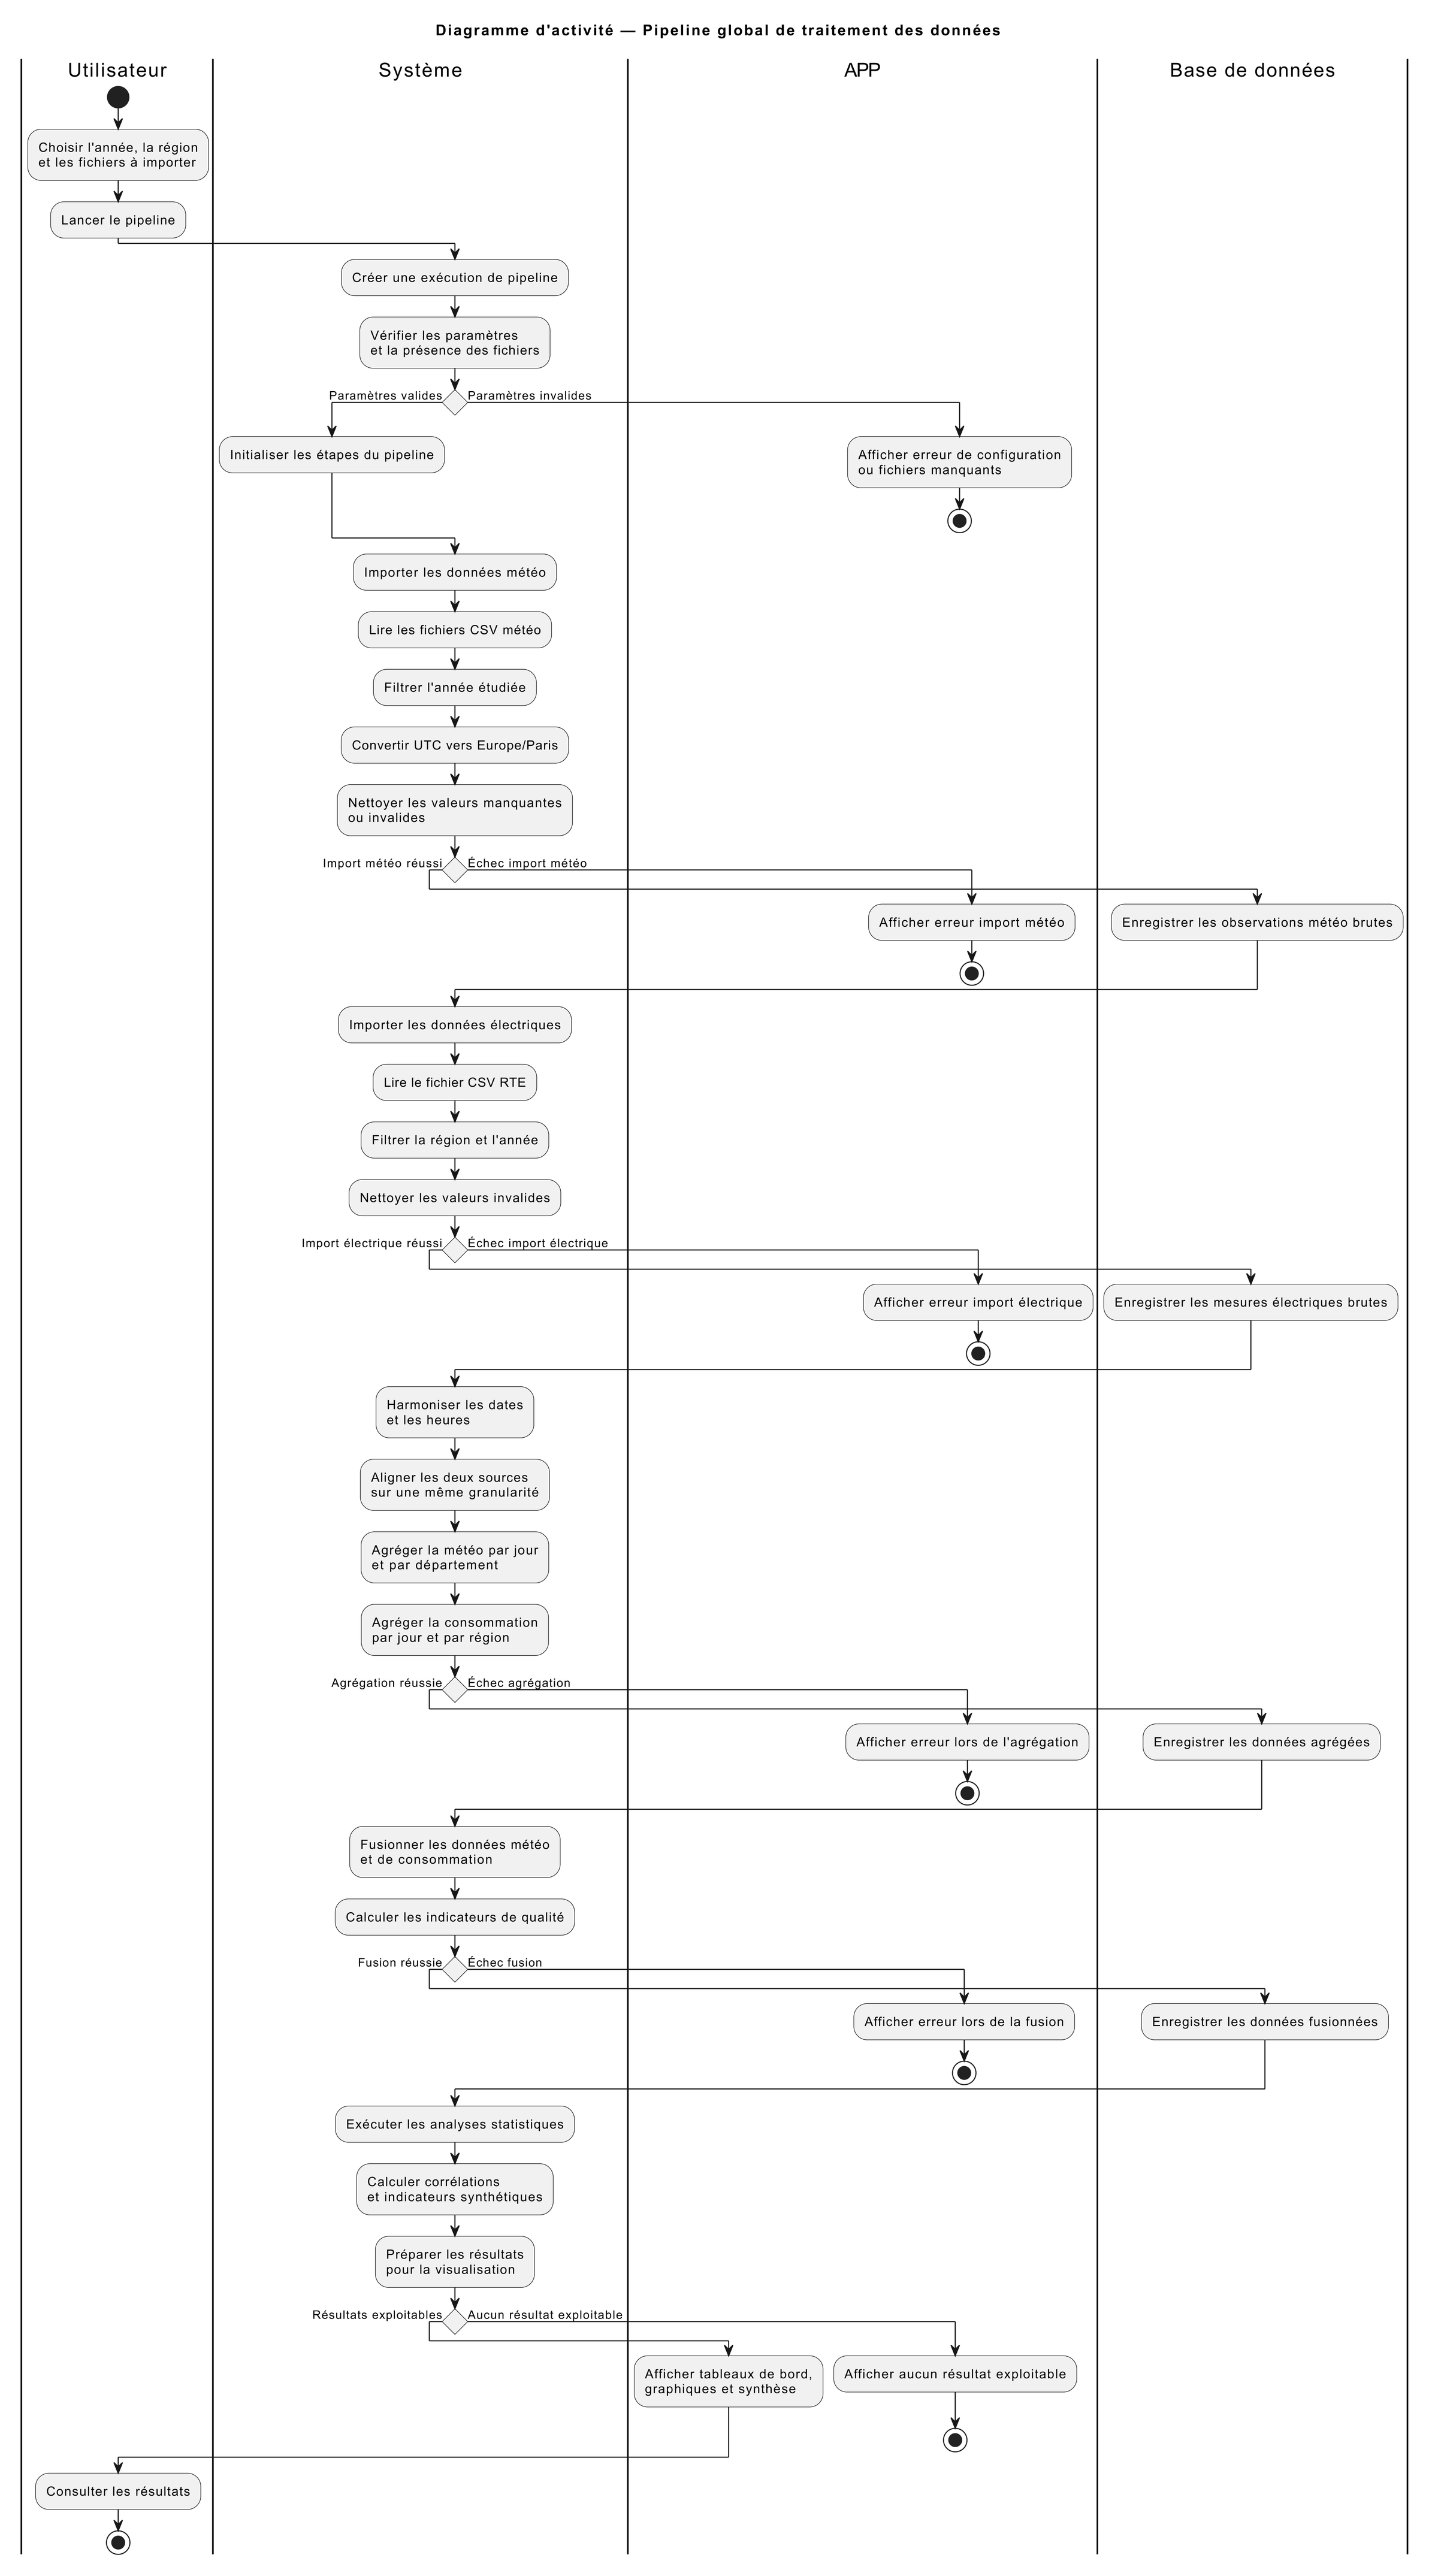 Diagramme d'activité — Pipeline global de traitement des données
Utilisateur
Système
APP
Base de données
Choisir l'année, la région
et les fichiers à importer
Lancer le pipeline
Créer une exécution de pipeline
Vérifier les paramètres
et la présence des fichiers
Paramètres valides
Paramètres invalides
Initialiser les étapes du pipeline
Afficher erreur de configuration
ou fichiers manquants
Importer les données météo
Lire les fichiers CSV météo
Filtrer l'année étudiée
Convertir UTC vers Europe/Paris
Nettoyer les valeurs manquantes
ou invalides
Import météo réussi
Échec import météo
Afficher erreur import météo
Enregistrer les observations météo brutes
Importer les données électriques
Lire le fichier CSV RTE
Filtrer la région et l'année
Nettoyer les valeurs invalides
Import électrique réussi
Échec import électrique
Afficher erreur import électrique
Enregistrer les mesures électriques brutes
Harmoniser les dates
et les heures
Aligner les deux sources
sur une même granularité
Agréger la météo par jour
et par département
Agréger la consommation
par jour et par région
Agrégation réussie
Échec agrégation
Afficher erreur lors de l'agrégation
Enregistrer les données agrégées
Fusionner les données météo
et de consommation
Calculer les indicateurs de qualité
Fusion réussie
Échec fusion
Afficher erreur lors de la fusion
Enregistrer les données fusionnées
Exécuter les analyses statistiques
Calculer corrélations
et indicateurs synthétiques
Préparer les résultats
pour la visualisation
Résultats exploitables
Aucun résultat exploitable
Afficher tableaux de bord,
graphiques et synthèse
Afficher aucun résultat exploitable
Consulter les résultats